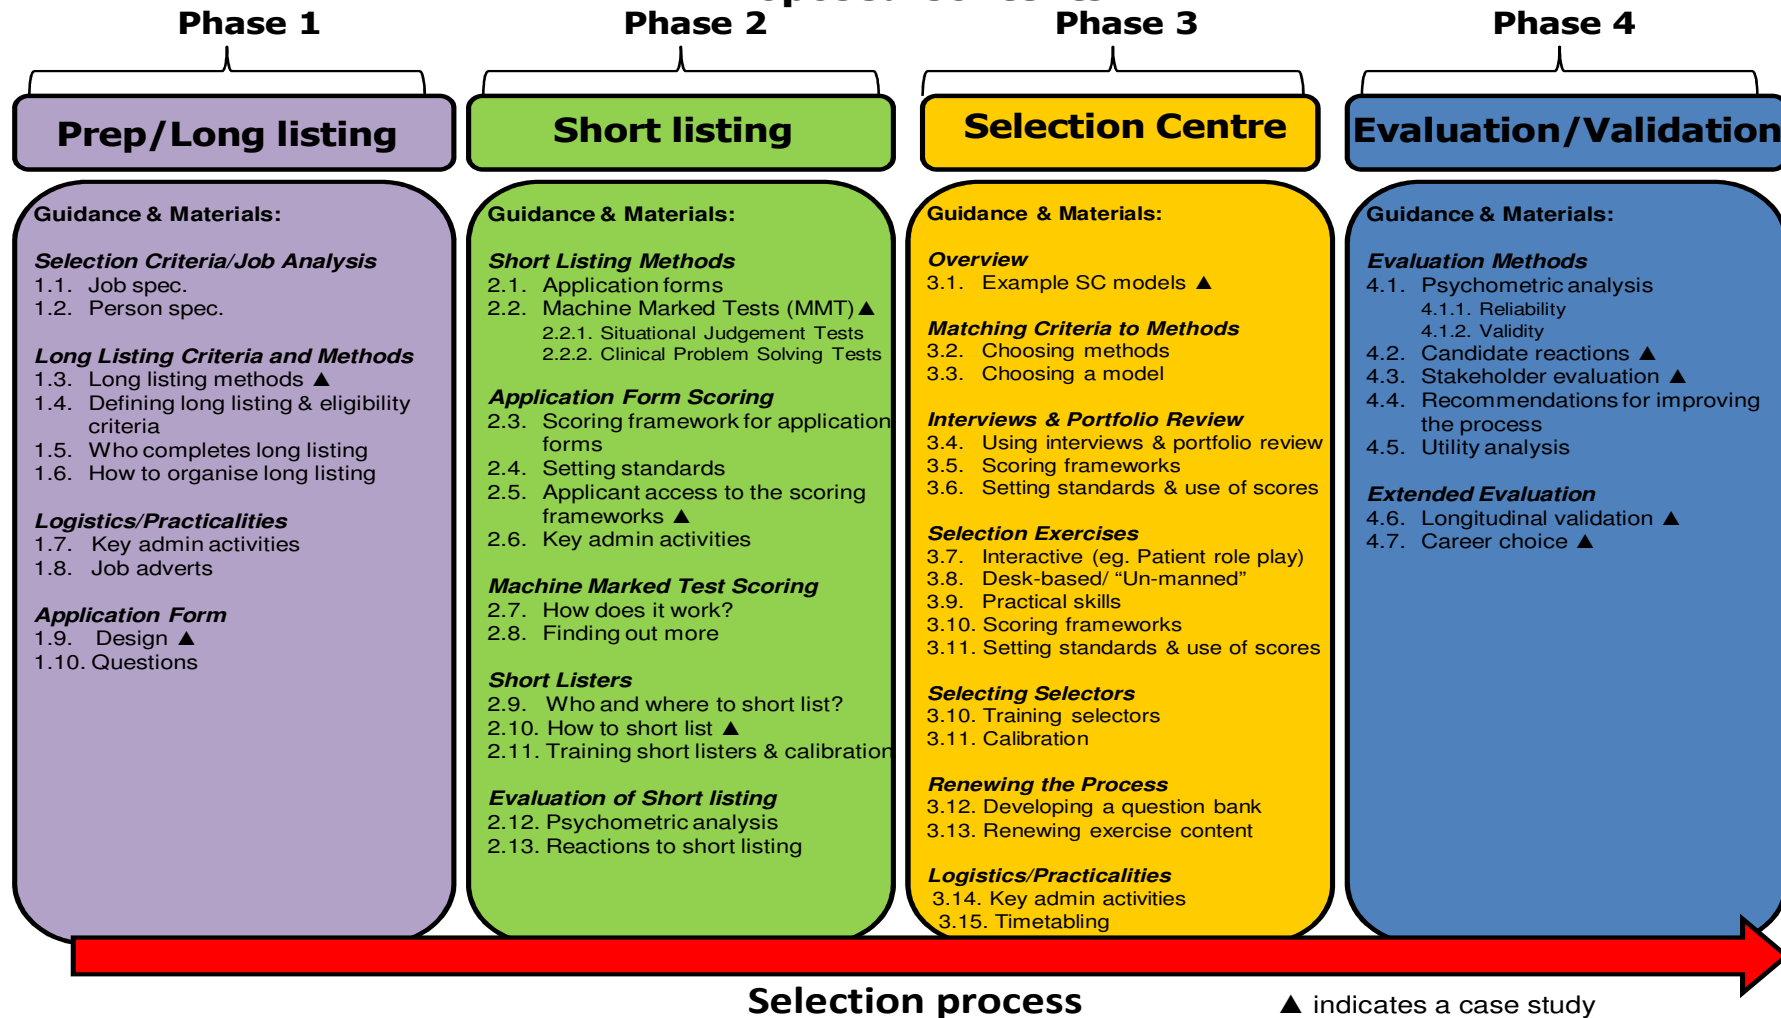 Phase 1
Phase 2
Phase 3
Phase 4
Prep/Long listing
Short listing
Selection Centre
Evaluation/Validation
Guidance & Materials:
Selection Criteria/Job Analysis
1.1. Job spec.
1.2. Person spec.
Long Listing Criteria and Methods
1.3. Long listing methods ▲
1.4. Defining long listing & eligibility
criteria
1.5. Who completes long listing
1.6. How to organise long listing
Logistics/Practicalities
1.7. Key admin activities
1.8. Job adverts
Application Form
1.9. Design ▲
1.10. Questions
Guidance & Materials:
Short Listing Methods
2.1. Application forms
2.2. Machine Marked Tests (MMT) ▲
2.2.1. Situational Judgement Tests
2.2.2. Clinical Problem Solving Tests
Application Form Scoring
2.3. Scoring framework for application
forms
2.4. Setting standards
2.5. Applicant access to the scoring
frameworks ▲
2.6. Key admin activities
Machine Marked Test Scoring
2.7. How does it work?
2.8. Finding out more
Short Listers
2.9. Who and where to short list?
2.10. How to short list ▲
2.11. Training short listers & calibration
Evaluation of Short listing
2.12. Psychometric analysis
2.13. Reactions to short listing
Guidance & Materials:
Overview
3.1. Example SC models ▲
Matching Criteria to Methods
3.2. Choosing methods
3.3. Choosing a model
Interviews & Portfolio Review
3.4. Using interviews & portfolio review
3.5. Scoring frameworks
3.6. Setting standards & use of scores
Selection Exercises
3.7. Interactive (eg. Patient role play)
3.8. Desk-based/ “Un-manned”
3.9. Practical skills
3.10. Scoring frameworks
3.11. Setting standards & use of scores
Selecting Selectors
3.10. Training selectors
3.11. Calibration
Renewing the Process
3.12. Developing a question bank
3.13. Renewing exercise content
Logistics/Practicalities
3.14. Key admin activities
3.15. Timetabling
Guidance & Materials:
Evaluation Methods
4.1. Psychometric analysis
4.1.1. Reliability
4.1.2. Validity
4.2. Candidate reactions ▲
4.3. Stakeholder evaluation ▲
4.4. Recommendations for improving
the process
4.5. Utility analysis
Extended Evaluation
4.6. Longitudinal validation ▲
4.7. Career choice ▲
Selection process
▲ indicates a case study